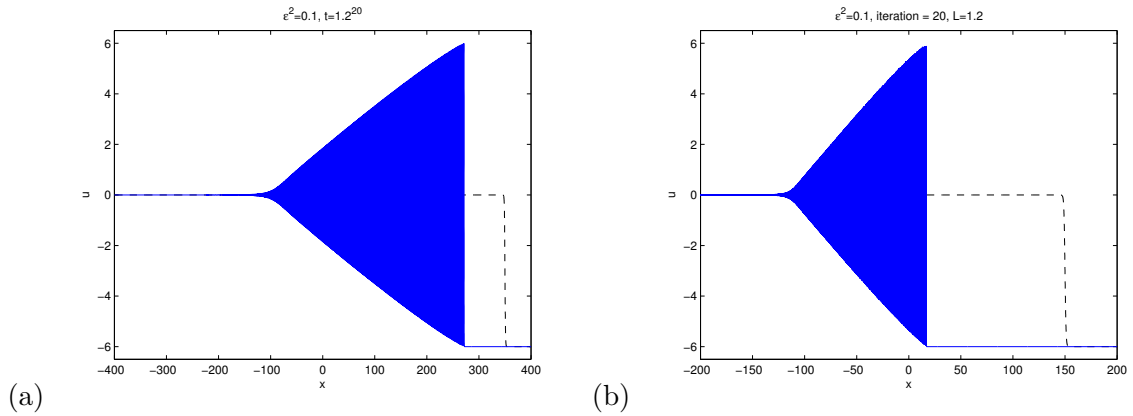 ε²=0.1, t=1.2²⁰
6
4
2
0
−2
−4
−6
u
−400 −300 −200 −100 0 100 200 300 400
x
(a)
ε²=0.1, iteration = 20, L=1.2
6
4
2
0
−2
−4
−6
u
−200 −150 −100 −50 0 50 100 150 200
x
(b)